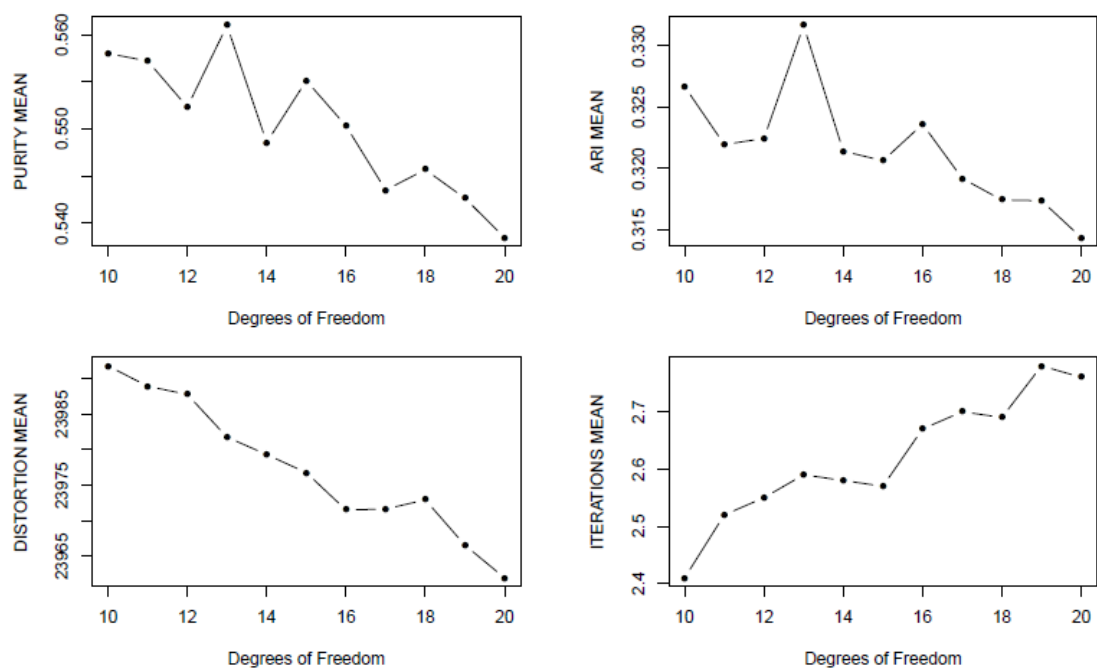 PURITY MEAN
0.560
0.550
0.540
10 12 14 16 18 20
Degrees of Freedom
ARI MEAN
0.330
0.325
0.320
0.315
10 12 14 16 18 20
Degrees of Freedom
DISTORTION MEAN
23985
23975
23965
10 12 14 16 18 20
Degrees of Freedom
ITERATIONS MEAN
2.7
2.6
2.5
2.4
10 12 14 16 18 20
Degrees of Freedom